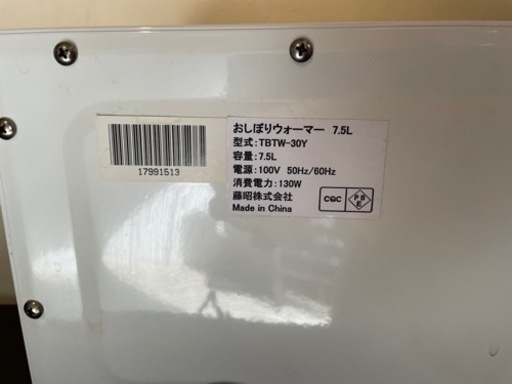 おしぼりウォーマー 7.5L
型式:TBTW-30Y
容量:7.5L
電源:100V 50Hz/60Hz
消費電力:130W
藤昭株式会社
Made in China
CQC
PSE
17991513